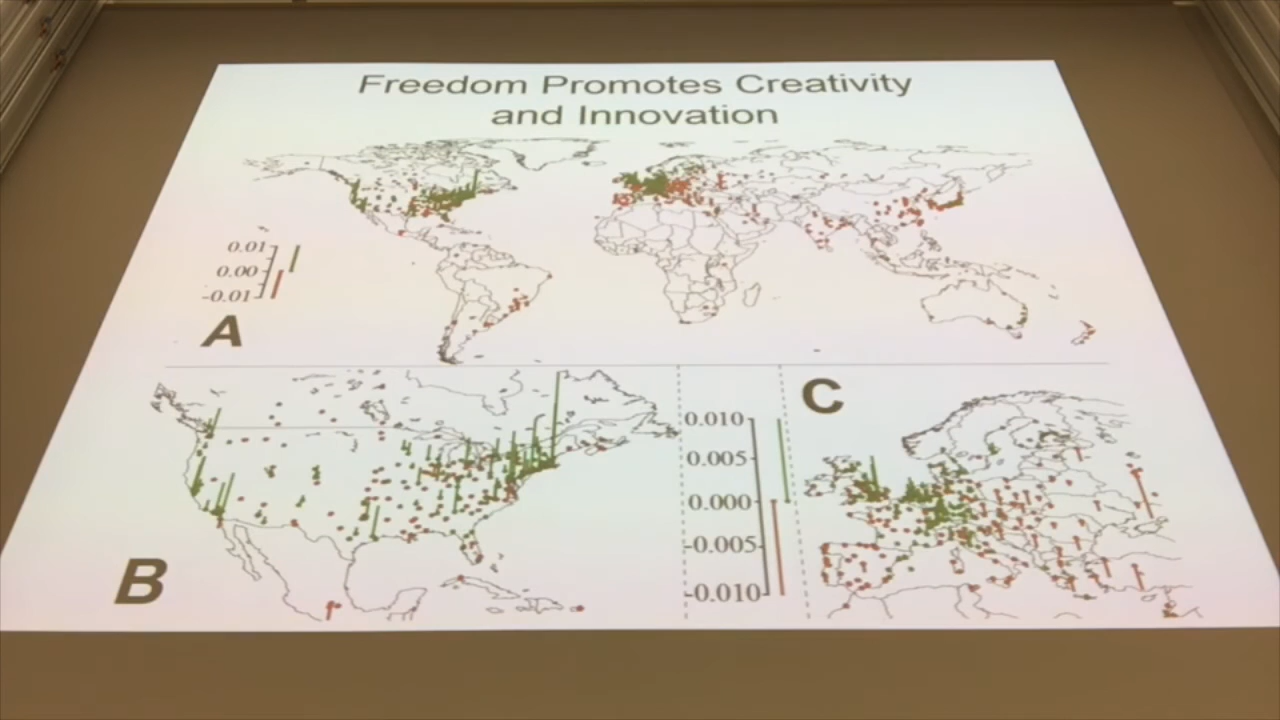 Freedom Promotes Creativity
and Innovation
0.01
0.00
-0.01
A
B
0.010
0.005
0.000
-0.005
-0.010
C